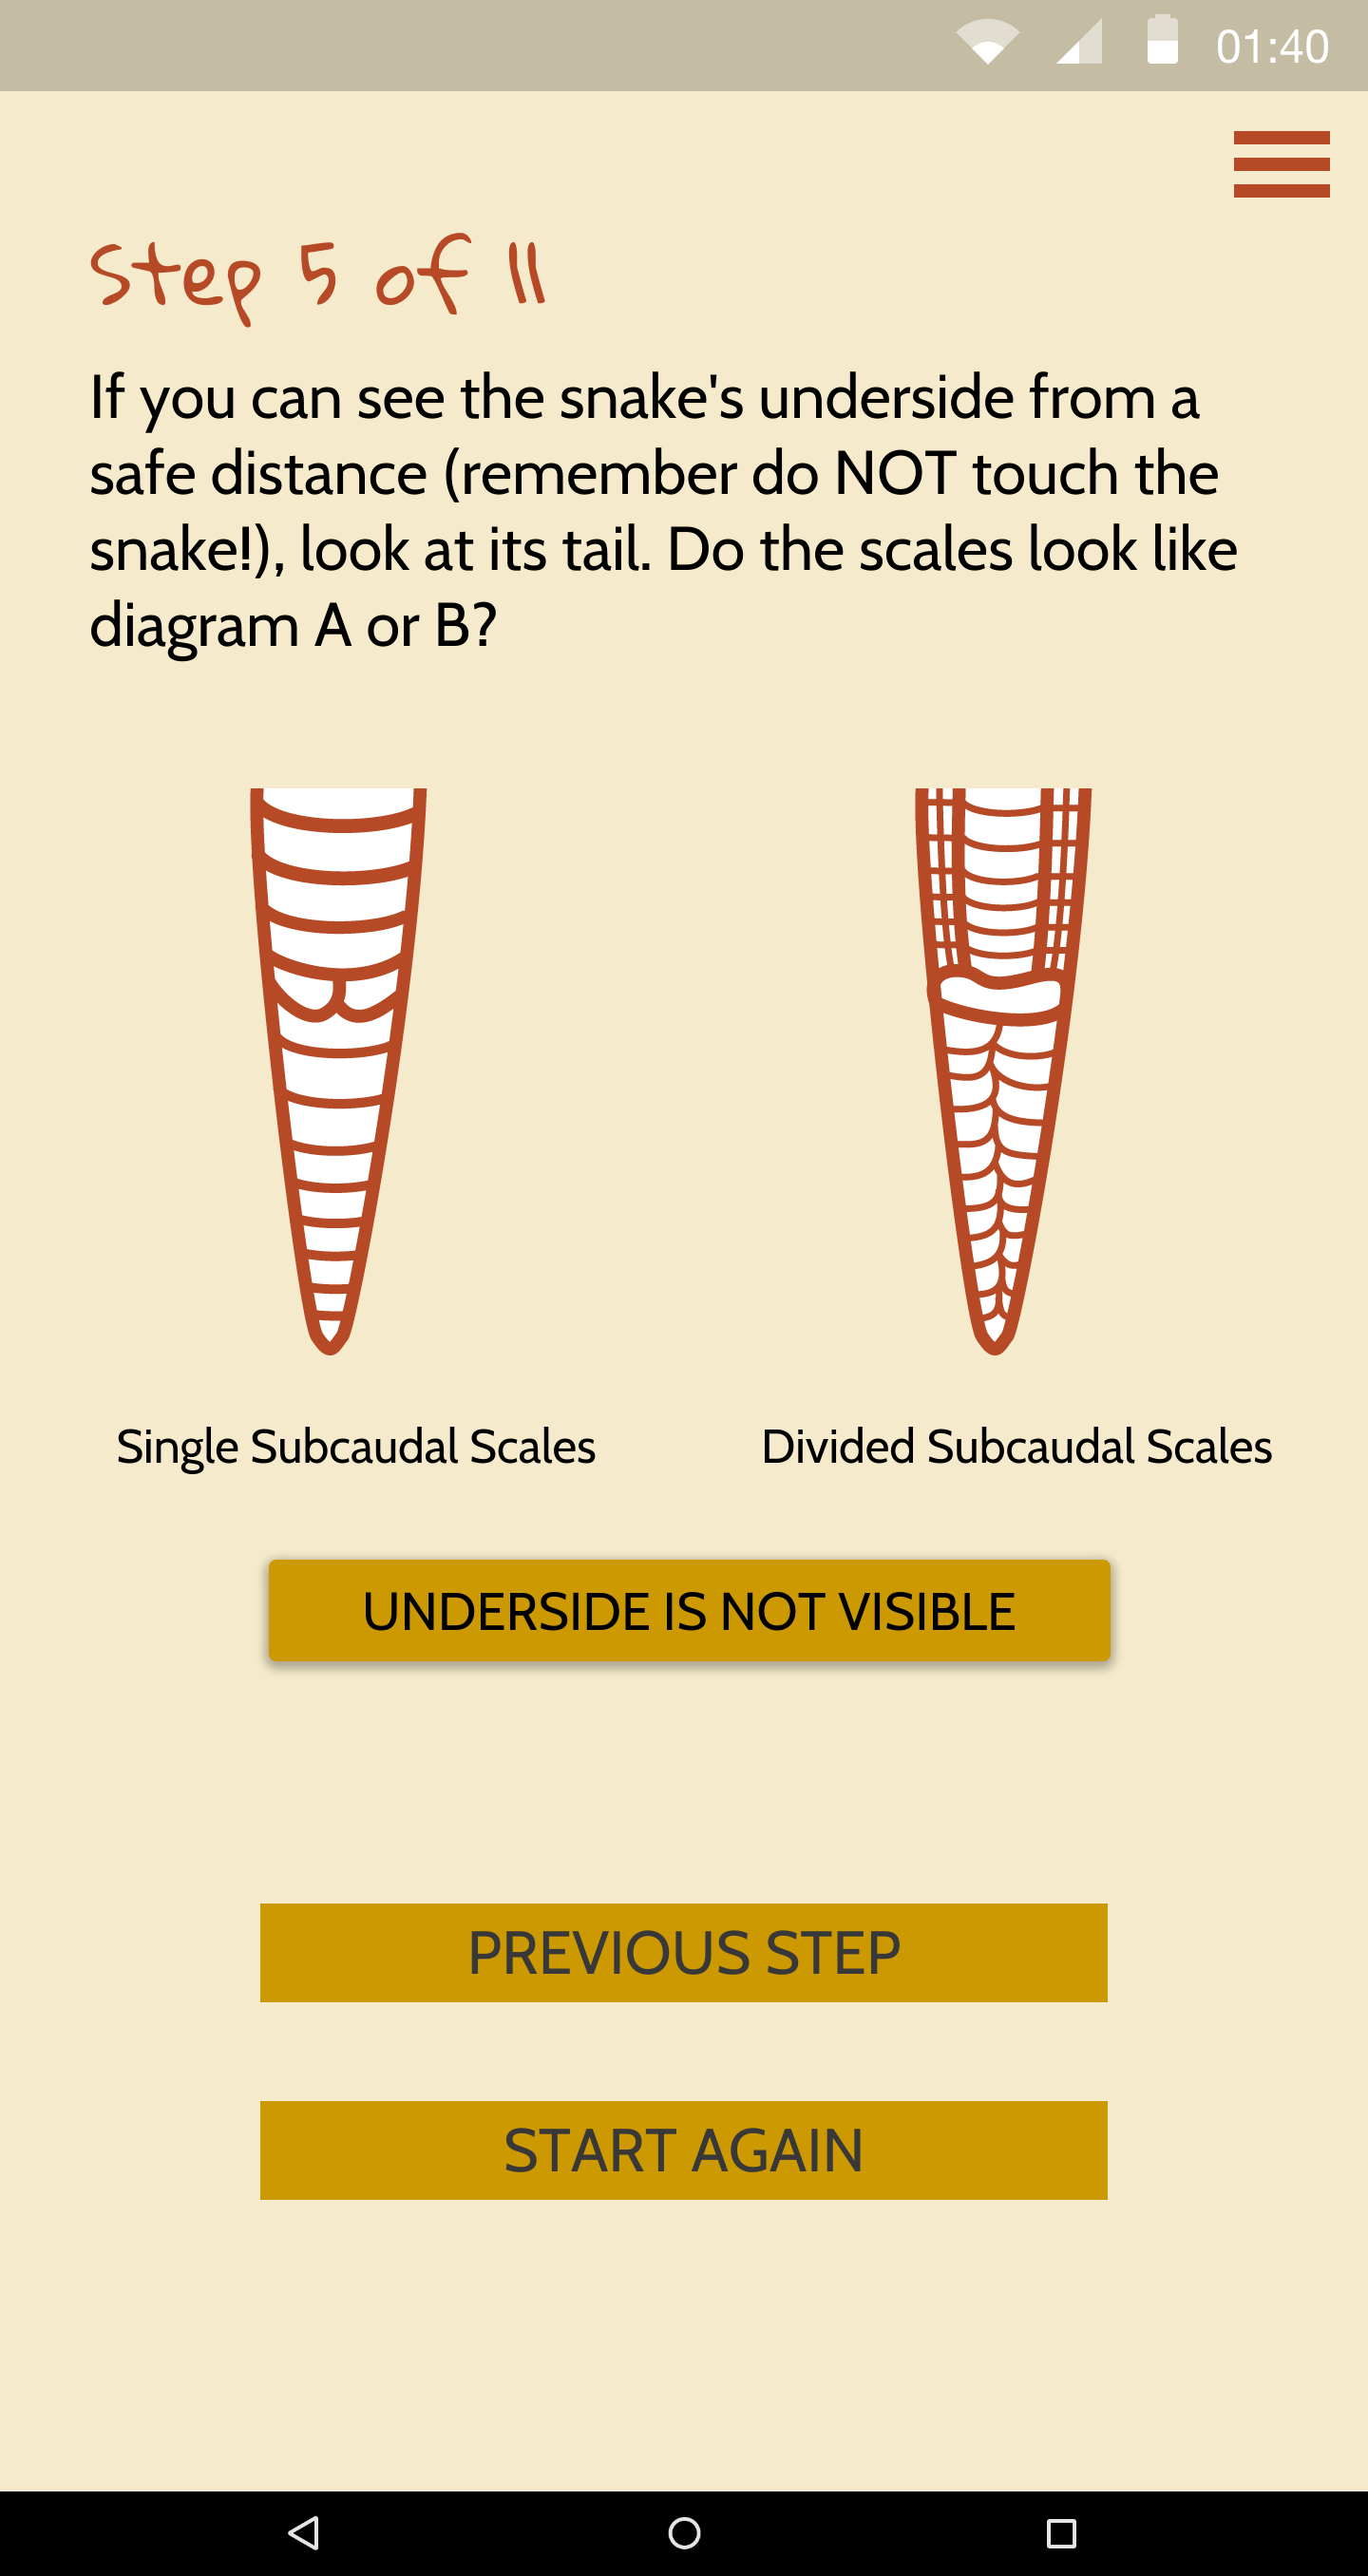 01:40
Step 5 of 11
If you can see the snake's underside from a
safe distance (remember do NOT touch the
snake!), look at its tail. Do the scales look like
diagram A or B?
Single Subcaudal Scales
Divided Subcaudal Scales
UNDERSIDE IS NOT VISIBLE
PREVIOUS STEP
START AGAIN